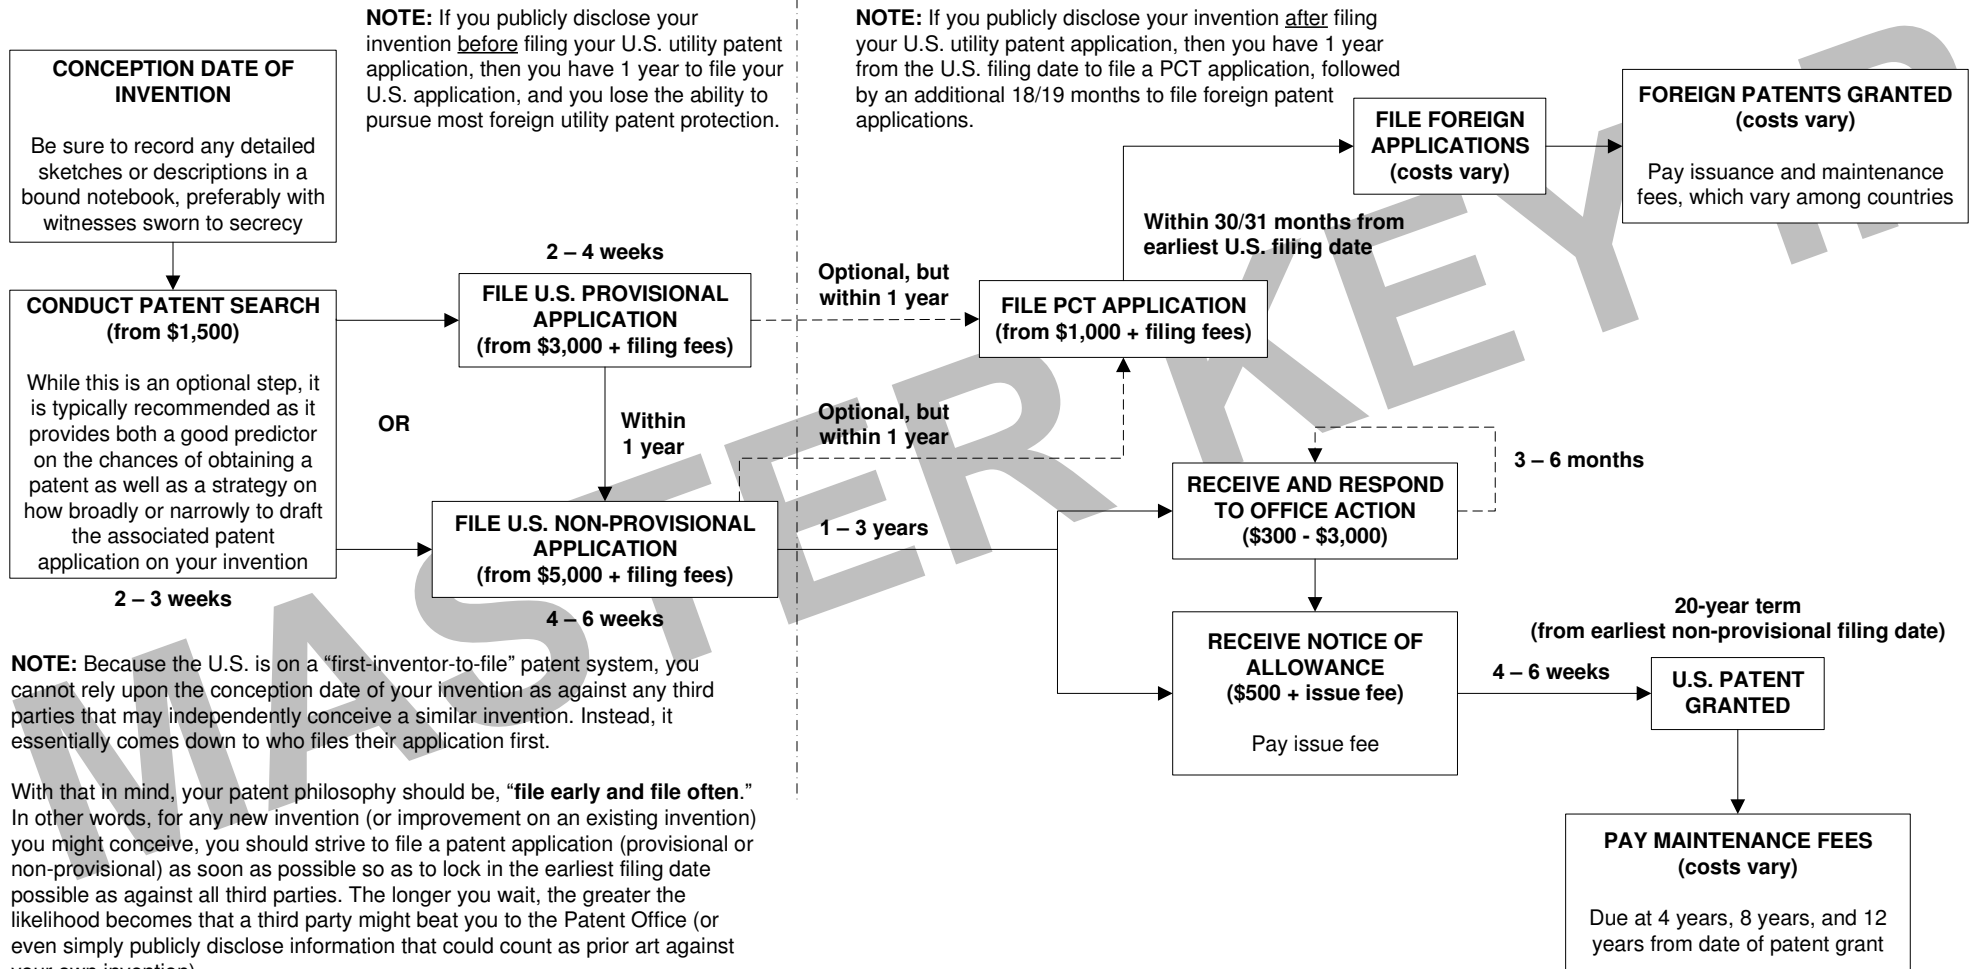 NOTE: If you publicly disclose your
invention before filing your U.S. utility patent
application, then you have 1 year to file your
U.S. application, and you lose the ability to
pursue most foreign utility patent protection.
NOTE: If you publicly disclose your invention after filing
your U.S. utility patent application, then you have 1 year
from the U.S. filing date to file a PCT application, followed
by an additional 18/19 months to file foreign patent
applications.
CONCEPTION DATE OF
INVENTION
Be sure to record any detailed
sketches or descriptions in a
bound notebook, preferably with
witnesses sworn to secrecy
FILE FOREIGN
APPLICATIONS
(costs vary)
FOREIGN PATENTS GRANTED
(costs vary)
Pay issuance and maintenance
fees, which vary among countries
Within 30/31 months from
earliest U.S. filing date
CONDUCT PATENT SEARCH
(from $1,500)
While this is an optional step, it
is typically recommended as it
provides both a good predictor
on the chances of obtaining a
patent as well as a strategy on
how broadly or narrowly to draft
the associated patent
application on your invention
2 – 3 weeks
OR
2 – 4 weeks
FILE U.S. PROVISIONAL
APPLICATION
(from $3,000 + filing fees)
Within
1 year
FILE U.S. NON-PROVISIONAL
APPLICATION
(from $5,000 + filing fees)
4 – 6 weeks
Optional, but
within 1 year
FILE PCT APPLICATION
(from $1,000 + filing fees)
Optional, but
within 1 year
1 – 3 years
RECEIVE AND RESPOND
TO OFFICE ACTION
($300 - $3,000)
3 – 6 months
RECEIVE NOTICE OF
ALLOWANCE
($500 + issue fee)
Pay issue fee
4 – 6 weeks
20-year term
(from earliest non-provisional filing date)
U.S. PATENT
GRANTED
PAY MAINTENANCE FEES
(costs vary)
Due at 4 years, 8 years, and 12
years from date of patent grant
NOTE: Because the U.S. is on a “first-inventor-to-file” patent system, you
cannot rely upon the conception date of your invention as against any third
parties that may independently conceive a similar invention. Instead, it
essentially comes down to who files their application first.
With that in mind, your patent philosophy should be, “file early and file often.”
In other words, for any new invention (or improvement on an existing invention)
you might conceive, you should strive to file a patent application (provisional or
non-provisional) as soon as possible so as to lock in the earliest filing date
possible as against all third parties. The longer you wait, the greater the
likelihood becomes that a third party might beat you to the Patent Office (or
even simply publicly disclose information that could count as prior art against
your own invention).
MASTER KEY IP